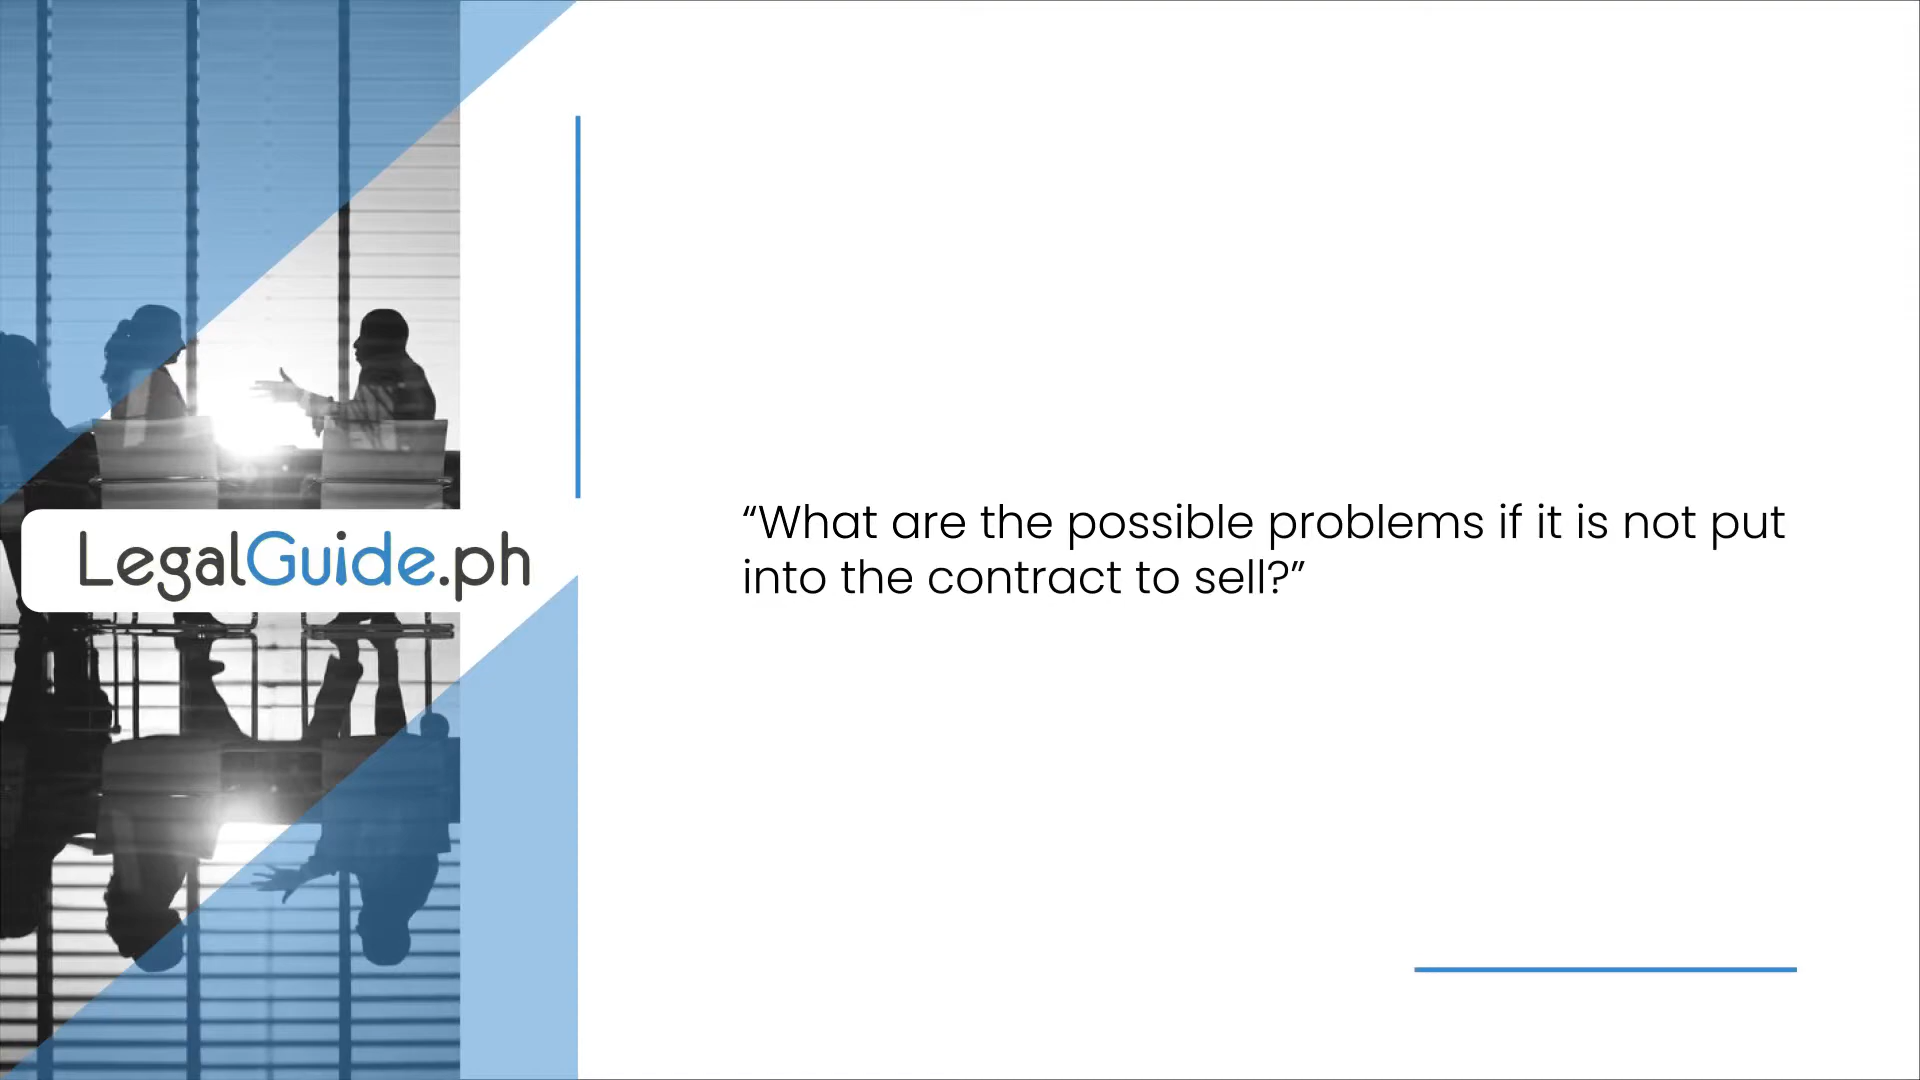 LegalGuide.ph
“What are the possible problems if it is not put
into the contract to sell?”